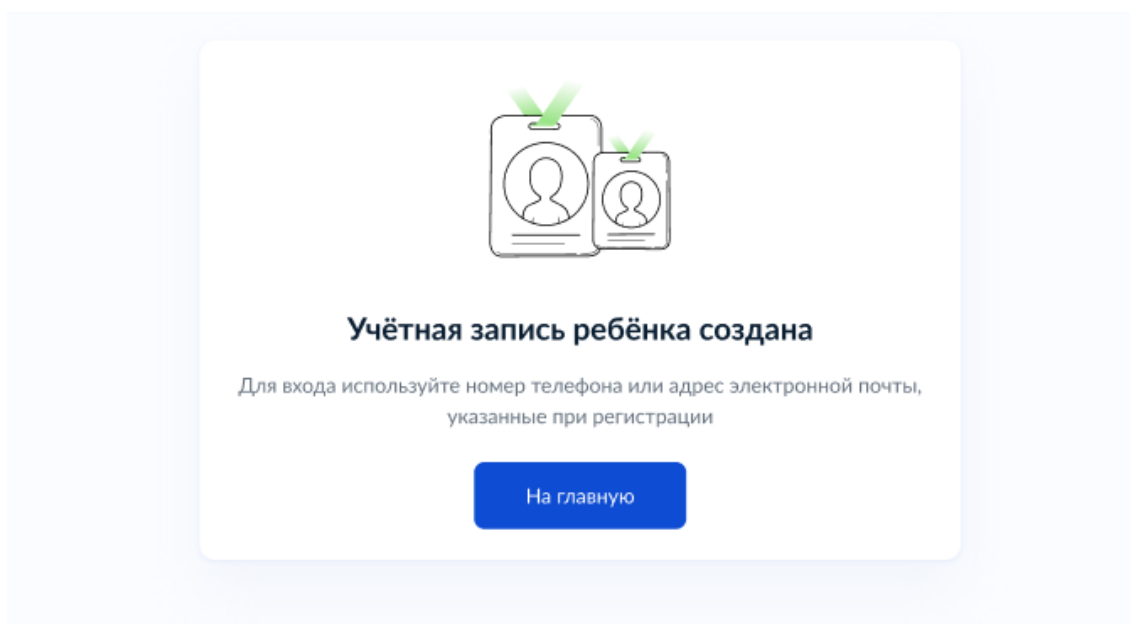 Учётная запись ребёнка создана
Для входа используйте номер телефона или адрес электронной почты,
указанные при регистрации
На главную